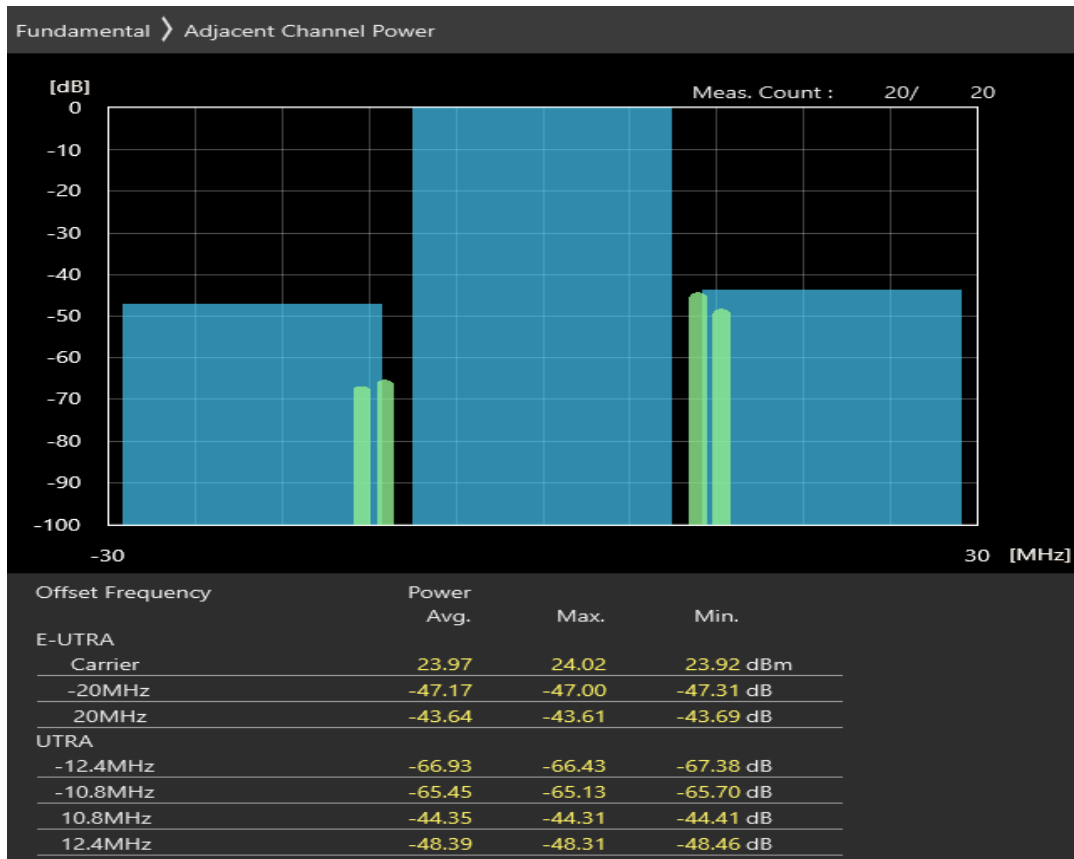 Fundamental ❯ Adjacent Channel Power
[dB]
Meas. Count : 20/ 20
0
-10
-20
-30
-40
-50
-60
-70
-80
-90
-100
-30 30 [MHz]
Offset Frequency Power
Avg. Max. Min.
E-UTRA
Carrier 23.97 24.02 23.92 dBm
-20MHz -47.17 -47.00 -47.31 dB
20MHz -43.64 -43.61 -43.69 dB
UTRA
-12.4MHz -66.93 -66.43 -67.38 dB
-10.8MHz -65.45 -65.13 -65.70 dB
10.8MHz -44.35 -44.31 -44.41 dB
12.4MHz -48.39 -48.31 -48.46 dB